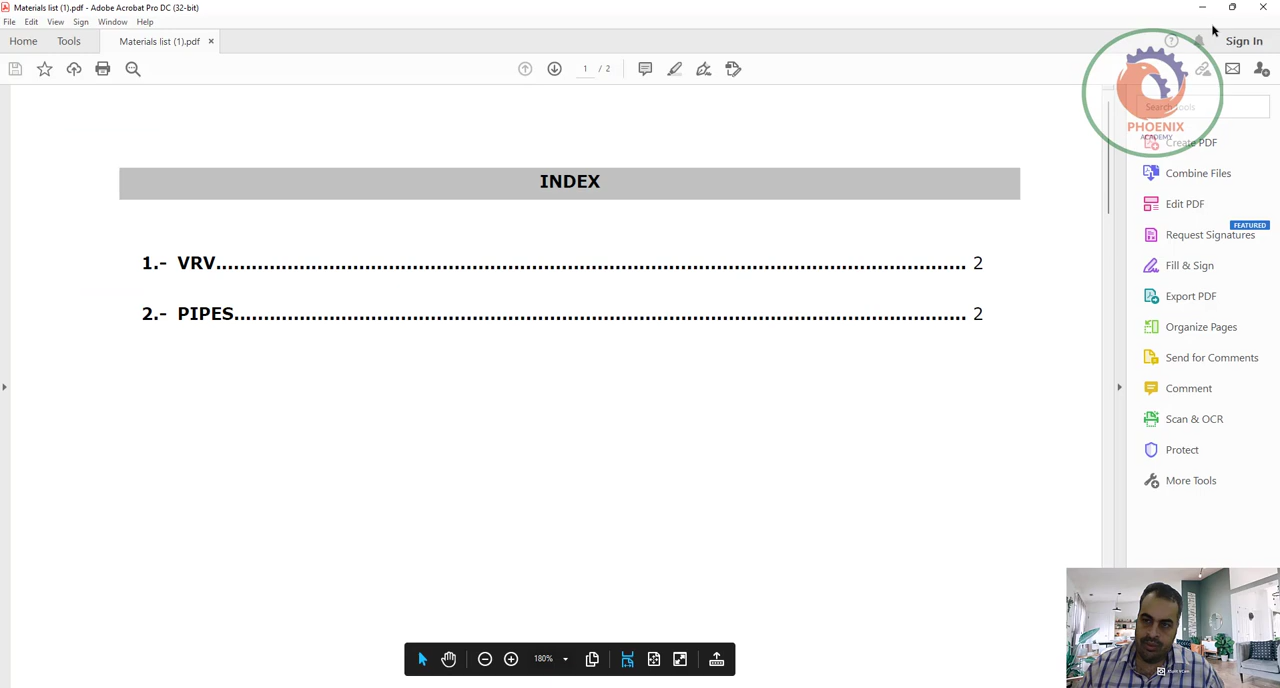 Materials list (1).pdf - Adobe Acrobat Pro DC (32-bit)
File Edit View Sign Window Help
Home Tools Materials list (1).pdf × ? Sign In
1 / 2
Search tools
PHOENIX
ACADEMY
Create PDF
INDEX
Combine Files
Edit PDF
FEATURED
Request Signatures
1.- VRV............................................................................................................................... 2
Fill & Sign
Export PDF
2.- PIPES............................................................................................................................ 2
Organize Pages
Send for Comments
Comment
Scan & OCR
Protect
More Tools
180%